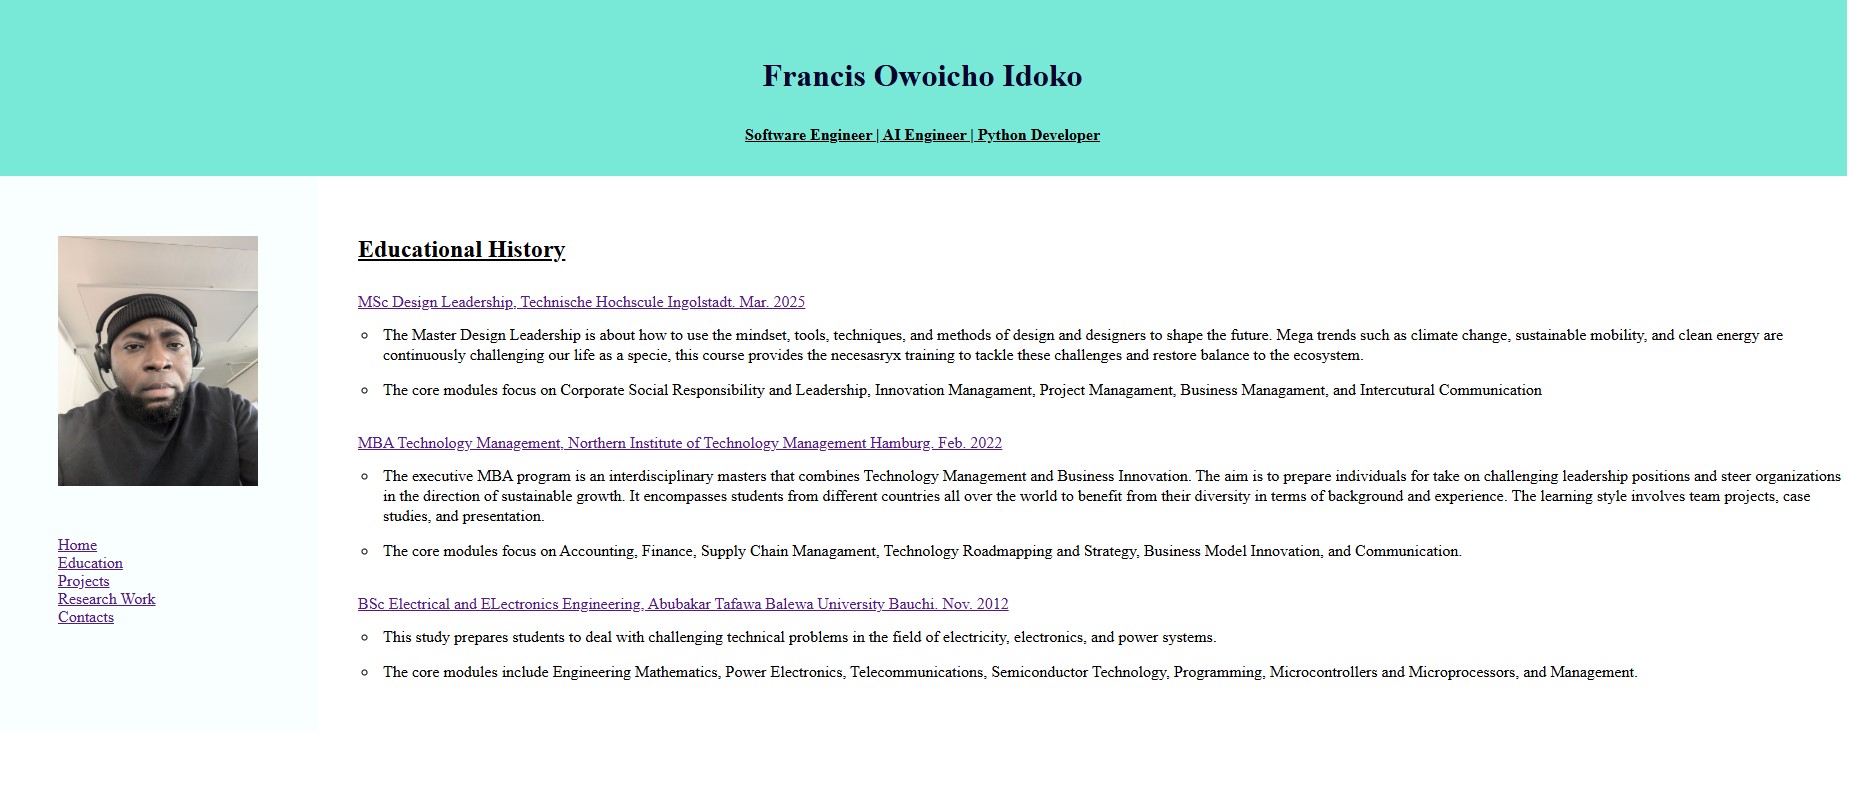 Francis Owoicho Idoko
Software Engineer | AI Engineer | Python Developer
Home
Education
Projects
Research Work
Contacts
Educational History
MSc Design Leadership, Technische Hochscule Ingolstadt. Mar. 2025
The Master Design Leadership is about how to use the mindset, tools, techniques, and methods of design and designers to shape the future. Mega trends such as climate change, sustainable mobility, and clean energy are
continuously challenging our life as a specie, this course provides the necesasryx training to tackle these challenges and restore balance to the ecosystem.
The core modules focus on Corporate Social Responsibility and Leadership, Innovation Managament, Project Managament, Business Managament, and Intercutural Communication
MBA Technology Management, Northern Institute of Technology Management Hamburg. Feb. 2022
The executive MBA program is an interdisciplinary masters that combines Technology Management and Business Innovation. The aim is to prepare individuals for take on challenging leadership positions and steer organizations
in the direction of sustainable growth. It encompasses students from different countries all over the world to benefit from their diversity in terms of background and experience. The learning style involves team projects, case
studies, and presentation.
The core modules focus on Accounting, Finance, Supply Chain Managament, Technology Roadmapping and Strategy, Business Model Innovation, and Communication.
BSc Electrical and ELectronics Engineering, Abubakar Tafawa Balewa University Bauchi. Nov. 2012
This study prepares students to deal with challenging technical problems in the field of electricity, electronics, and power systems.
The core modules include Engineering Mathematics, Power Electronics, Telecommunications, Semiconductor Technology, Programming, Microcontrollers and Microprocessors, and Management.